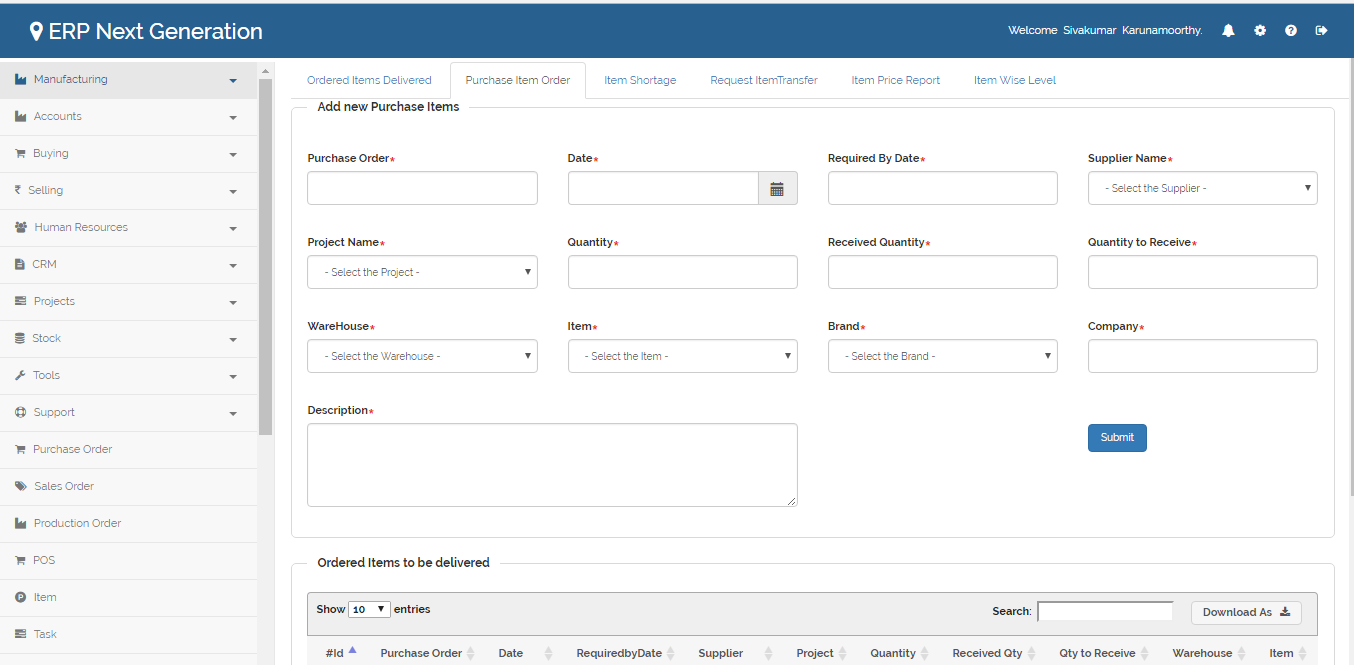 ERP Next Generation
Welcome Sivakumar Karunamoorthy.
Manufacturing
Accounts
Buying
Selling
Human Resources
CRM
Projects
Stock
Tools
Support
Purchase Order
Sales Order
Production Order
POS
Item
Task
Ordered Items Delivered Purchase Item Order Item Shortage Request ItemTransfer Item Price Report Item Wise Level
Add new Purchase Items
Purchase Order* Date* Required By Date* Supplier Name*
- Select the Supplier -
Project Name* Quantity* Received Quantity* Quantity to Receive*
- Select the Project -
WareHouse* Item* Brand* Company*
- Select the Warehouse - - Select the Item - - Select the Brand -
Description*
Submit
Ordered Items to be delivered
Show 10 entries Search: Download As
#Id Purchase Order Date RequiredbyDate Supplier Project Quantity Received Qty Qty to Receive Warehouse Item